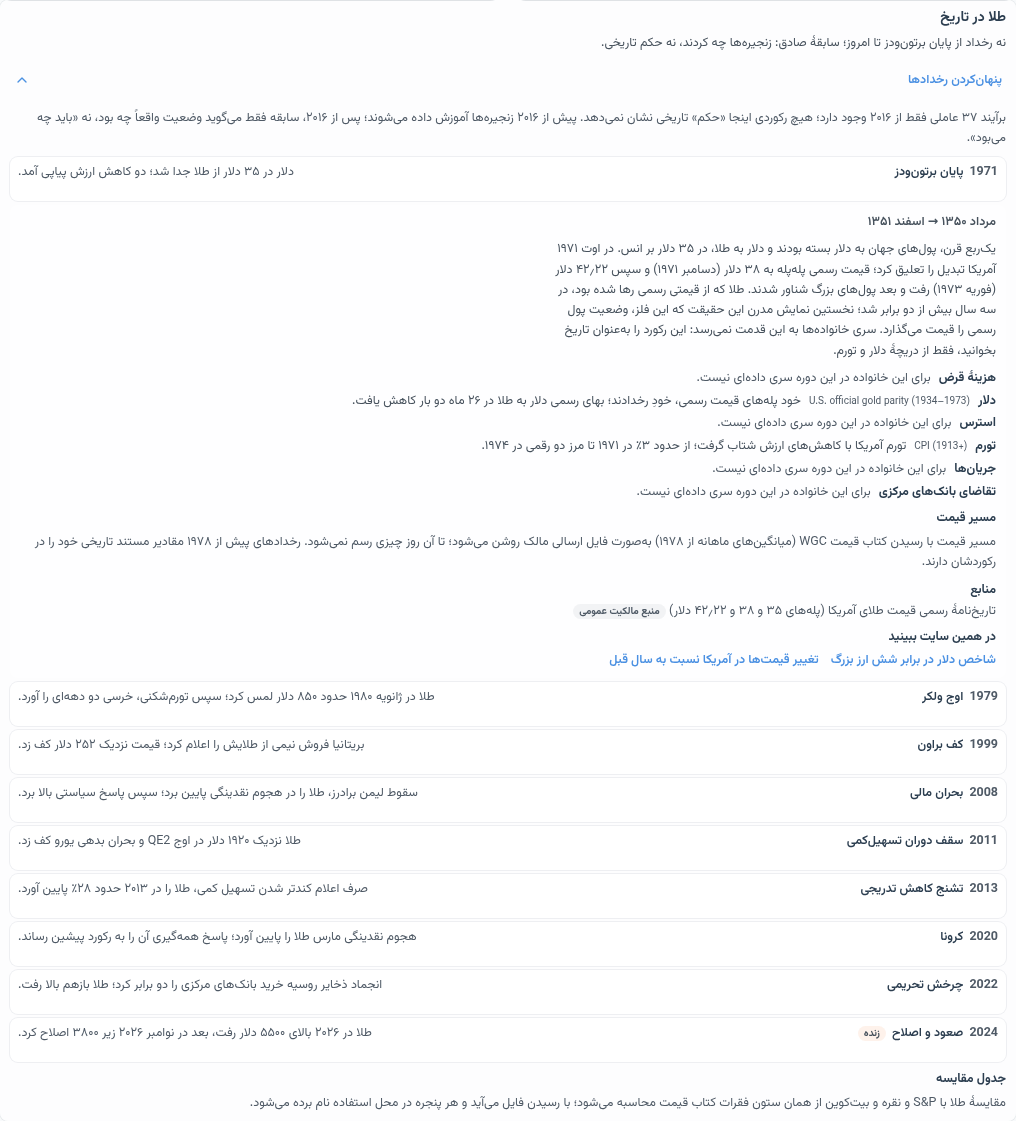 طلا در تاریخ
نه رخداد از پایان برتون‌ودز تا امروز؛ سابقهٔ صادق: زنجیره‌ها چه کردند، نه حکم تاریخی.
پنهان‌کردن رخدادها
برآیند ۳۷ عاملی فقط از ۲۰۱۶ وجود دارد؛ هیچ رکوردی اینجا «حکم» تاریخی نشان نمی‌دهد. پیش از ۲۰۱۶ زنجیره‌ها آموزش داده می‌شوند؛ پس از ۲۰۱۶، سابقه فقط می‌گوید وضعیت واقعاً چه بود، نه «باید چه
می‌بود».
1971 پایان برتون‌ودز
دلار در ۳۵ دلار از طلا جدا شد؛ دو کاهش ارزش پیاپی آمد.
مرداد ۱۳۵۰ → اسفند ۱۳۵۱
یک‌ربع قرن، پول‌های جهان به دلار بسته بودند و دلار به طلا، در ۳۵ دلار بر انس. در اوت ۱۹۷۱
آمریکا تبدیل را تعلیق کرد؛ قیمت رسمی پله‌پله به ۳۸ دلار (دسامبر ۱۹۷۱) و سپس ۴۲٫۲۲ دلار
(فوریه ۱۹۷۳) رفت و بعد پول‌های بزرگ شناور شدند. طلا که از قیمتی رسمی رها شده بود، در
سه سال بیش از دو برابر شد؛ نخستین نمایش مدرن این حقیقت که این فلز، وضعیت پول
رسمی را قیمت می‌گذارد. سری خانواده‌ها به این قدمت نمی‌رسد: این رکورد را به‌عنوان تاریخ
بخوانید، فقط از دریچهٔ دلار و تورم.
هزینهٔ قرض برای این خانواده در این دوره سری داده‌ای نیست.
دلار U.S. official gold parity (1934–1973) خود پله‌های قیمت رسمی، خودِ رخدادند؛ بهای رسمی دلار به طلا در ۲۶ ماه دو بار کاهش یافت.
استرس برای این خانواده در این دوره سری داده‌ای نیست.
تورم CPI (1913+) تورم آمریکا با کاهش‌های ارزش شتاب گرفت؛ از حدود ۳٪ در ۱۹۷۱ تا مرز دو رقمی در ۱۹۷۴.
جریان‌ها برای این خانواده در این دوره سری داده‌ای نیست.
تقاضای بانک‌های مرکزی برای این خانواده در این دوره سری داده‌ای نیست.
مسیر قیمت
مسیر قیمت با رسیدن کتاب قیمت WGC (میانگین‌های ماهانه از ۱۹۷۸) به‌صورت فایل ارسالی مالک روشن می‌شود؛ تا آن روز چیزی رسم نمی‌شود. رخدادهای پیش از ۱۹۷۸ مقادیر مستند تاریخی خود را در
رکوردشان دارند.
منابع
تاریخ‌نامهٔ رسمی قیمت طلای آمریکا (پله‌های ۳۵ و ۳۸ و ۴۲٫۲۲ دلار) منبع مالکیت عمومی
در همین سایت ببینید
شاخص دلار در برابر شش ارز بزرگ تغییر قیمت‌ها در آمریکا نسبت به سال قبل
1979 اوج ولکر
طلا در ژانویه ۱۹۸۰ حدود ۸۵۰ دلار لمس کرد؛ سپس تورم‌شکنی، خرسی دو دهه‌ای را آورد.
1999 کف براون
بریتانیا فروش نیمی از طلایش را اعلام کرد؛ قیمت نزدیک ۲۵۲ دلار کف زد.
2008 بحران مالی
سقوط لیمن برادرز، طلا را در هجوم نقدینگی پایین برد؛ سپس پاسخ سیاستی بالا برد.
2011 سقف دوران تسهیل‌کمی
طلا نزدیک ۱۹۲۰ دلار در اوج QE2 و بحران بدهی یورو کف زد.
2013 تشنج کاهش تدریجی
صرف اعلام کندتر شدن تسهیل کمی، طلا را در ۲۰۱۳ حدود ۲۸٪ پایین آورد.
2020 کرونا
هجوم نقدینگی مارس طلا را پایین آورد؛ پاسخ همه‌گیری آن را به رکورد پیشین رساند.
2022 چرخش تحریمی
انجماد ذخایر روسیه خرید بانک‌های مرکزی را دو برابر کرد؛ طلا بازهم بالا رفت.
2024 صعود و اصلاح زنده
طلا در ۲۰۲۶ بالای ۵۵۰۰ دلار رفت، بعد در نوامبر ۲۰۲۶ زیر ۳۸۰۰ اصلاح کرد.
جدول مقایسه
مقایسهٔ طلا با S&P و نقره و بیت‌کوین از همان ستون فقرات کتاب قیمت محاسبه می‌شود؛ با رسیدن فایل می‌آید و هر پنجره در محل استفاده نام برده می‌شود.